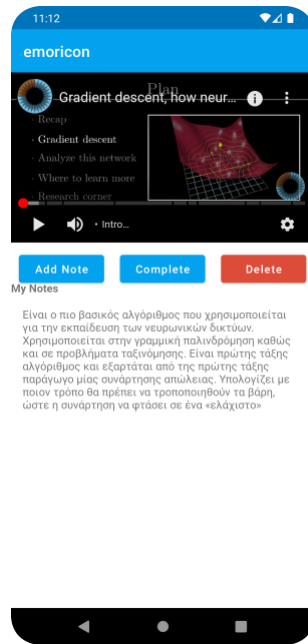 11:12
emoricon
Plan
Gradient descent, how neur...
· Recap
· Gradient descent
· Analyze this network
· Where to learn more
· Research corner
• Intro...
Add Note
Complete
Delete
My Notes
Είναι ο πιο βασικός αλγόριθμος που χρησιμοποιείται
για την εκπαίδευση των νευρωνικών δικτύων.
Χρησιμοποιείται στην γραμμική παλινδρόμηση καθώς
και σε προβλήματα ταξινόμησης. Είναι πρώτης τάξης
αλγόριθμος και εξαρτάται από της πρώτης τάξης
παράγωγο μίας συνάρτησης απώλειας. Υπολογίζει με
ποιον τρόπο θα πρέπει να τροποποιηθούν τα βάρη,
ώστε η συνάρτηση να φτάσει σε ένα «ελάχιστο»